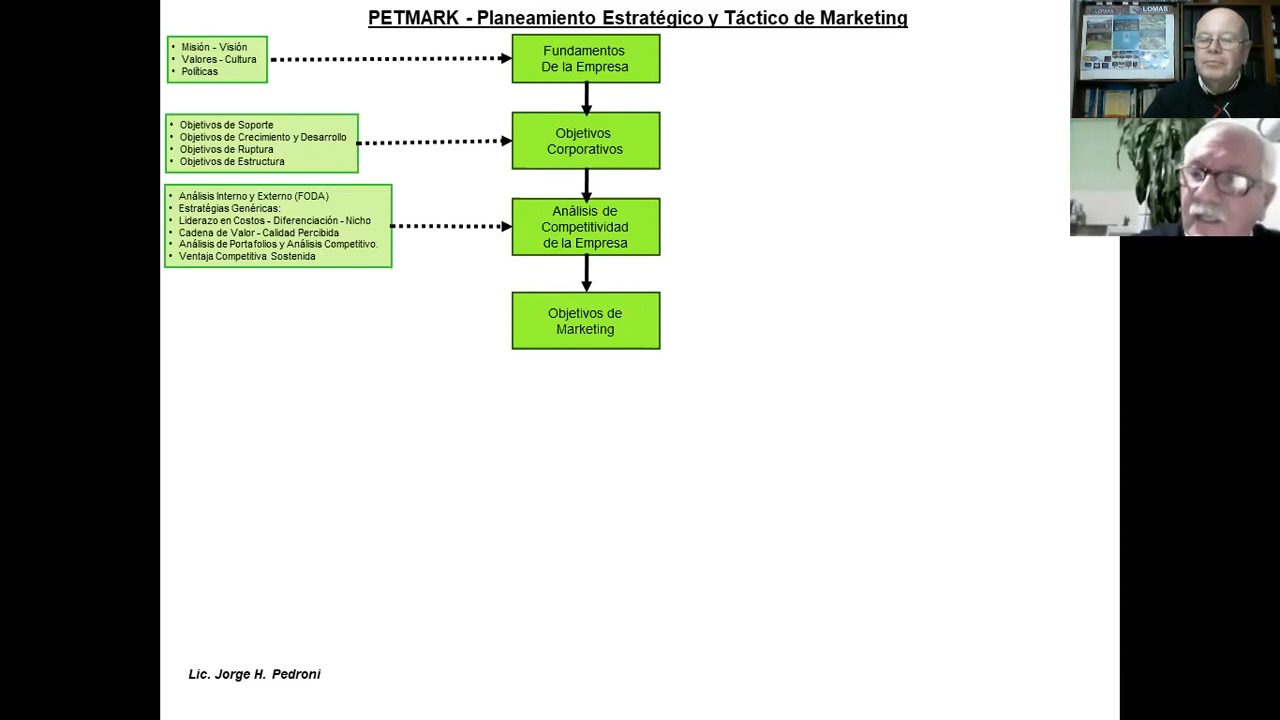 PETMARK - Planeamiento Estratégico y Táctico de Marketing
• Misión - Visión
• Valores - Cultura
• Políticas
Fundamentos
De la Empresa
• Objetivos de Soporte
• Objetivos de Crecimiento y Desarrollo
• Objetivos de Ruptura
• Objetivos de Estructura
Objetivos
Corporativos
• Análisis Interno y Externo (FODA)
• Estratégias Genéricas:
• Liderazo en Costos - Diferenciación - Nicho
• Cadena de Valor - Calidad Percibida
• Análisis de Portafolios y Análisis Competitivo.
• Ventaja Competitiva Sostenida
Análisis de
Competitividad
de la Empresa
Objetivos de
Marketing
Lic. Jorge H. Pedroni
LOMAS
LOMAS